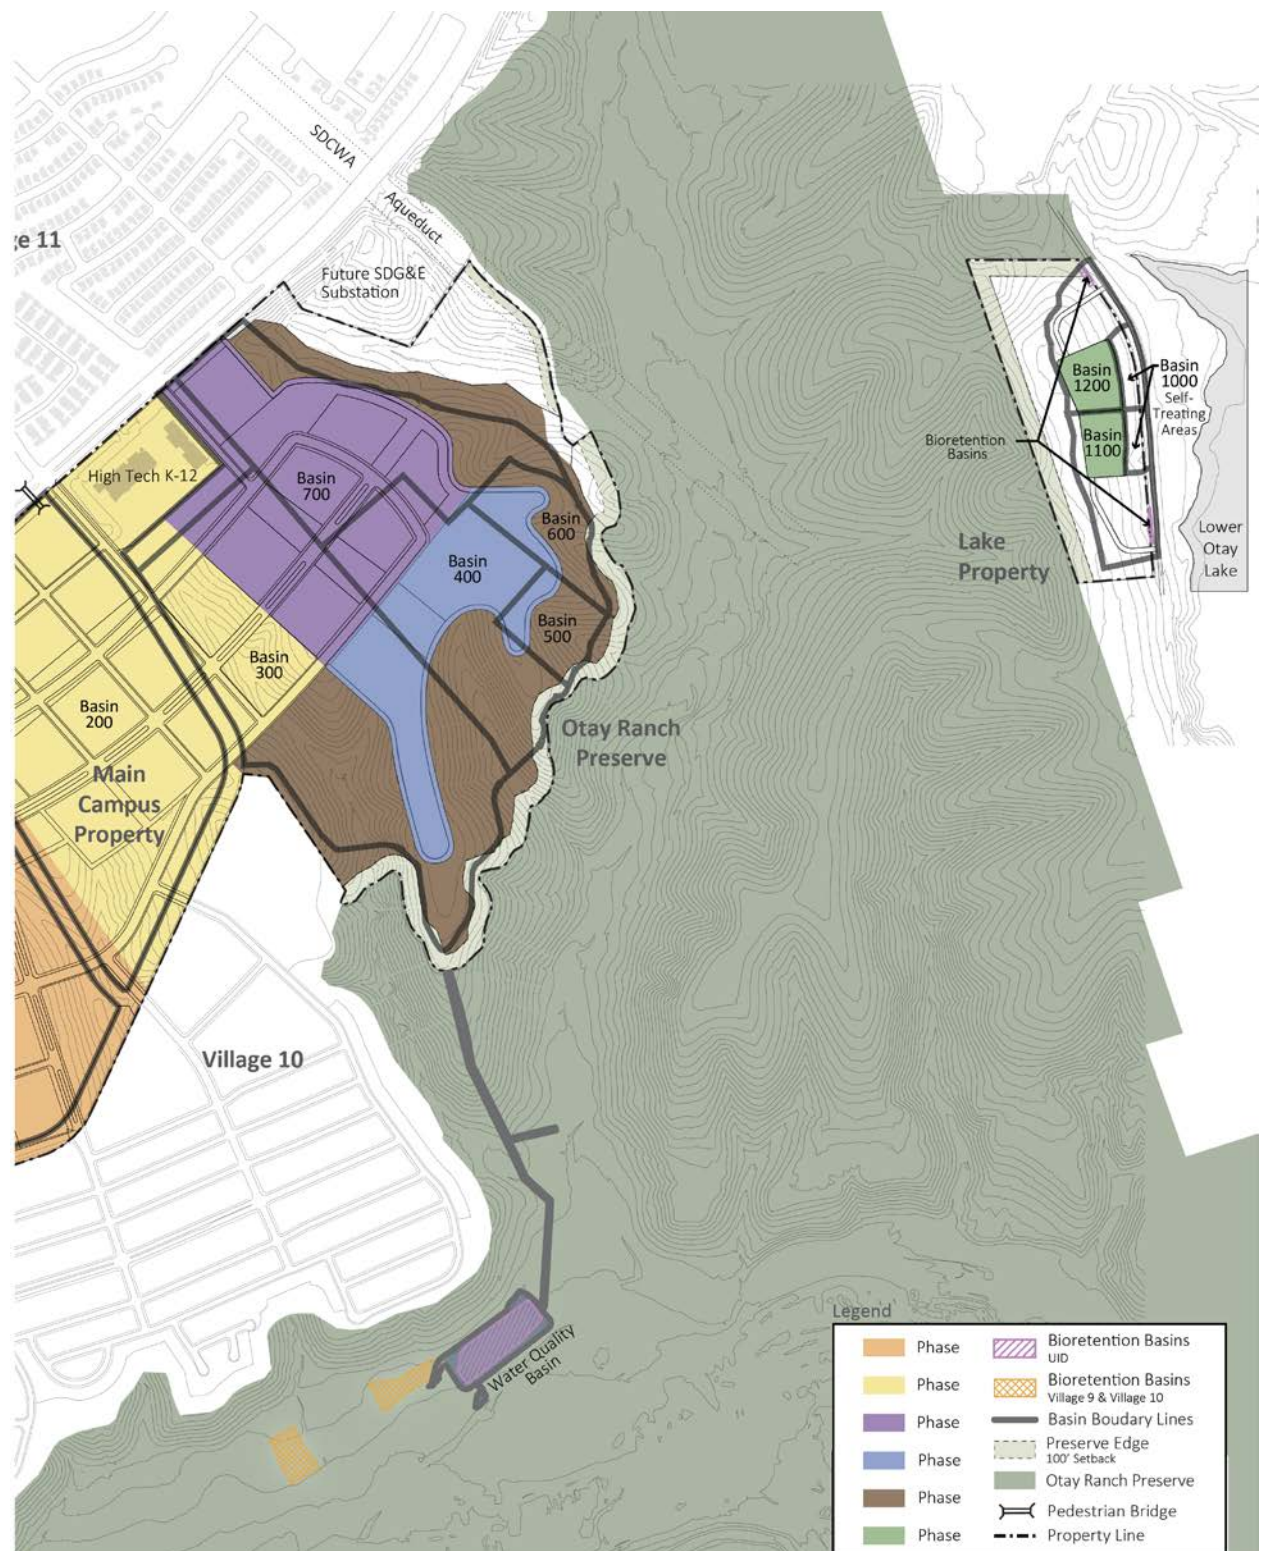 SDCWA
Aqueduct
ge 11
Future SDG&E
Substation
Basin
1200
Basin
1000
Self-
Treating
Areas
Basin
1100
Bioretention
Basins
High Tech K-12
Basin
700
Basin
600
Lower
Otay
Lake
Lake
Property
Basin
400
Basin
500
Basin
300
Basin
200
Otay Ranch
Preserve
Main
Campus
Property
Village 10
Water Quality
Basin
Legend
Phase
Bioretention Basins
UID
Phase
Bioretention Basins
Village 9 & Village 10
Phase
Basin Boudary Lines
Phase
Preserve Edge
100' Setback
Otay Ranch Preserve
Phase
Pedestrian Bridge
Phase
Property Line